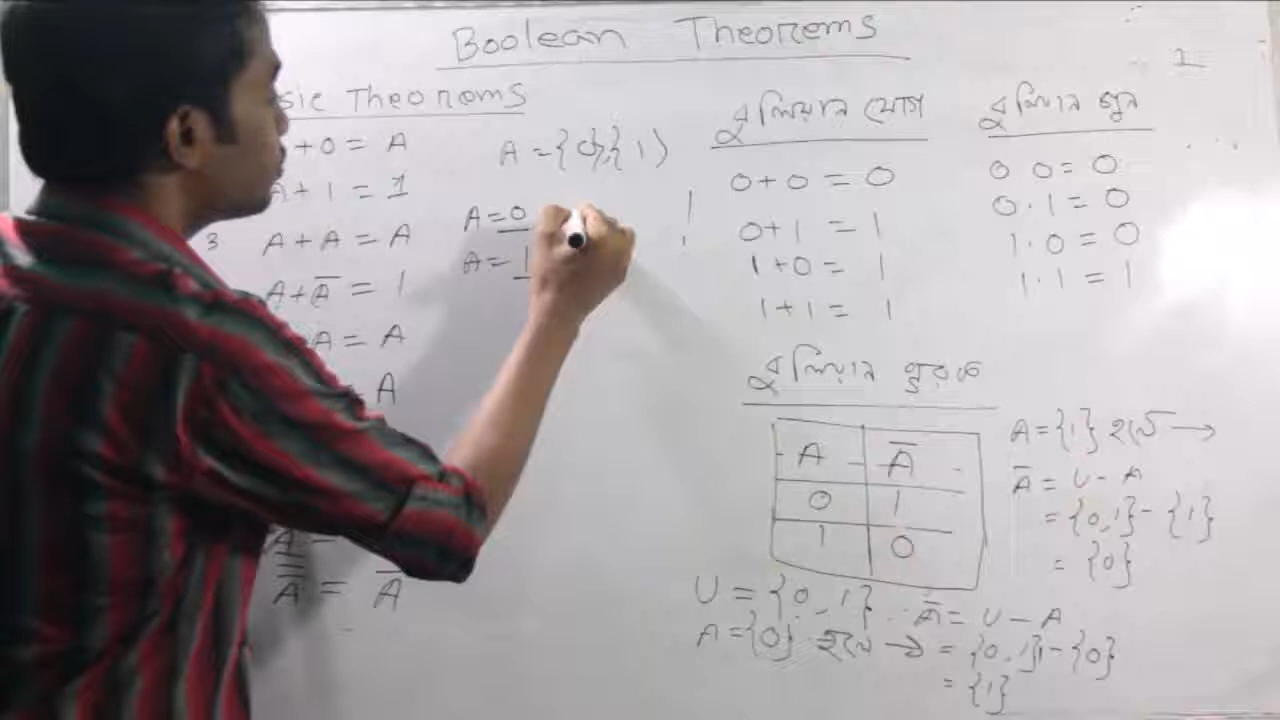 Boolean Theorems
sic Theorems
+ 0 = A
A + 1 = 1
3 A + A = A
A + A̅ = 1
A = A
A
A =
A̿̅ = A̅
A = {0}, {1)
A = 0
A = 1
বুলিয়ান যোগ
0 + 0 = 0
0 + 1 = 1
1 + 0 = 1
1 + 1 = 1
বুলিয়ান গুন
0 0 = 0
0 · 1 = 0
1 · 0 = 0
1 · 1 = 1
1
বুলিয়ান পুরক
A A̅
0 1
1 0
A = {1} হলে →
A̅ = U - A
= {0, 1} - {1}
= {0}
U = {0, 1} · A̅ = U - A
A = {0} হলে → = {0, 1} - {0}
= {1}